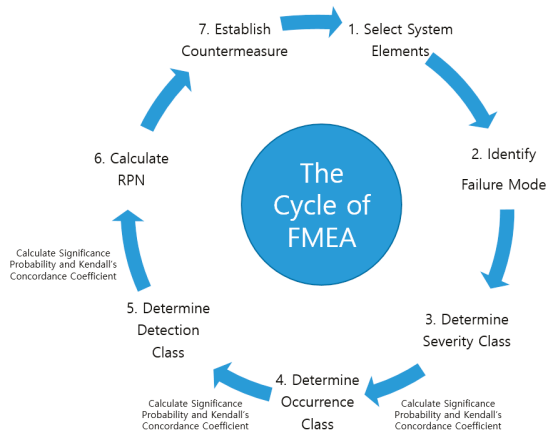 The
Cycle of
FMEA
1. Select System
Elements
2. Identify
Failure Mode
3. Determine
Severity Class
Calculate Significance
Probability and Kendall's
Concordance Coefficient
4. Determine
Occurrence
Class
Calculate Significance
Probability and Kendall's
Concordance Coefficient
5. Determine
Detection
Class
Calculate Significance
Probability and Kendall's
Concordance Coefficient
6. Calculate
RPN
7. Establish
Countermeasure